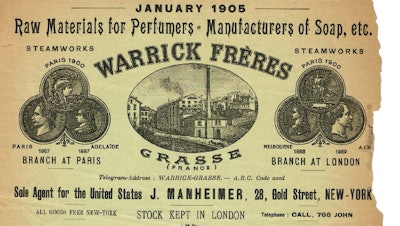 JANUARY 1905
Raw Materials for Perfumers • Manufacturers of Soap, etc.
STEAMWORKS
STEAMWORKS
WARRICK FRÈRES
PARIS 1900
PARIS 1900
PARIS 1867 1887 ADELAIDE
MELBOURNE 1888 1869 AIX
GRASSE
(FRANCE)
BRANCH AT PARIS
BRANCH AT LONDON
Telegram-Address: WARRICK-GRASSE. — A.B.C. Code used
Sole Agent for the United States J. MANHEIMER, 28, Gold Street, NEW-YORK
ALL GOODS FREE NEW-YORK STOCK KEPT IN LONDON Telephone: CALL, 766 JOHN